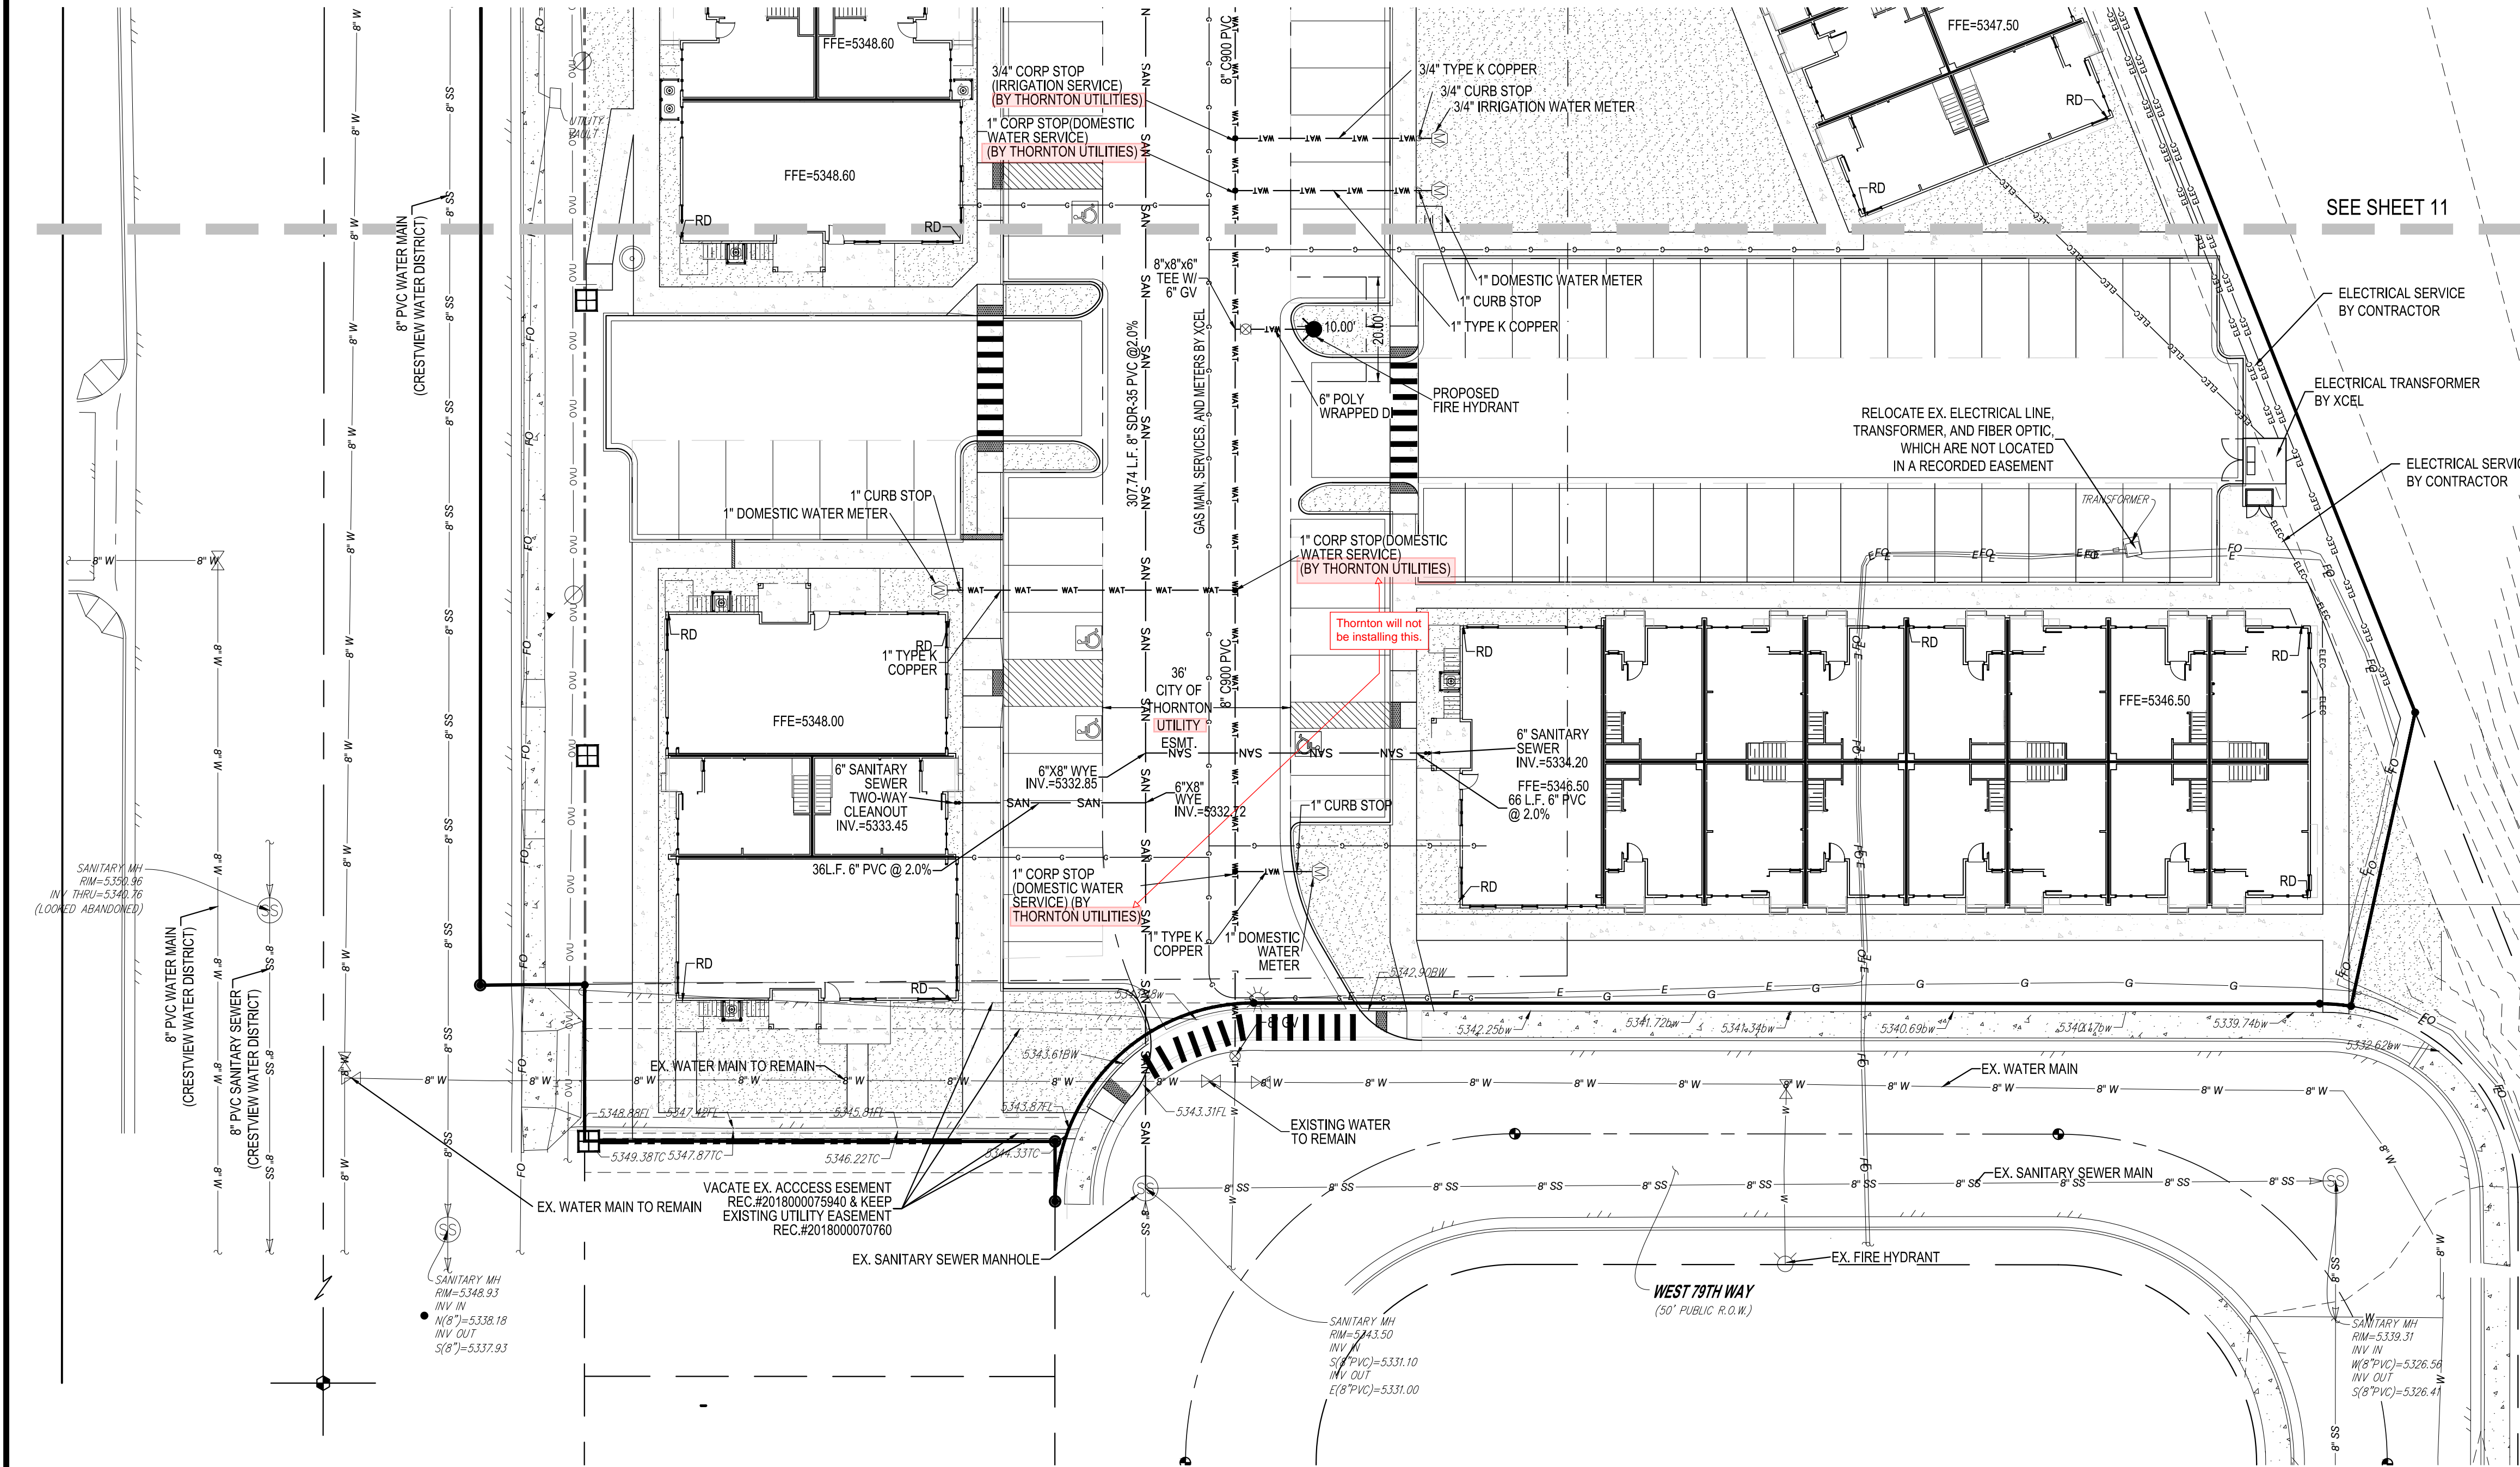 FFE=5348.60
FFE=5347.50
3/4" CORP STOP
(IRRIGATION SERVICE)
(BY THORNTON UTILITIES)
1" CORP STOP(DOMESTIC
WATER SERVICE)
(BY THORNTON UTILITIES)
8" C900 PVC
3/4" TYPE K COPPER
3/4" CURB STOP
3/4" IRRIGATION WATER METER
RD
RD
UTILITY
VAULT
FFE=5348.60
RD
RD
SEE SHEET 11
8" PVC WATER MAIN
(CRESTVIEW WATER DISTRICT)
8"x8"x6"
TEE W/
6" GV
1" DOMESTIC WATER METER
1" CURB STOP
1" TYPE K COPPER
10.00'
20.00'
307.74 L.F. 8" SDR-35 PVC @2.0%
GAS MAIN, SERVICES, AND METERS BY XCEL
6" POLY
WRAPPED DI
PROPOSED
FIRE HYDRANT
ELECTRICAL SERVICE
BY CONTRACTOR
ELECTRICAL TRANSFORMER
BY XCEL
RELOCATE EX. ELECTRICAL LINE,
TRANSFORMER, AND FIBER OPTIC,
WHICH ARE NOT LOCATED
IN A RECORDED EASEMENT
ELECTRICAL SERVIC
BY CONTRACTOR
TRANSFORMER
1" CURB STOP
1" DOMESTIC WATER METER
1" CORP STOP(DOMESTIC
WATER SERVICE)
(BY THORNTON UTILITIES)
Thornton will not
be installing this.
RD
RD
1" TYPE K
COPPER
FFE=5348.00
36'
CITY OF
THORNTON
UTILITY
ESMT.
8" C900 PVC
RD
RD
RD
FFE=5346.50
6" SANITARY
SEWER
INV.=5334.20
FFE=5346.50
66 L.F. 6" PVC
@ 2.0%
6" SANITARY
SEWER
TWO-WAY
CLEANOUT
INV.=5333.45
6"X8" WYE
INV.=5332.85
6"X8"
WYE
INV.=5332.72
1" CURB STOP
36L.F. 6" PVC @ 2.0%
1" CORP STOP
(DOMESTIC WATER
SERVICE) (BY
THORNTON UTILITIES)
1" TYPE K
COPPER
1" DOMESTIC
WATER
METER
RD
RD
RD
RD
SANITARY MH
RIM=5350.96
INV THRU=5340.76
(LOOKED ABANDONED)
8" PVC WATER MAIN
(CRESTVIEW WATER DISTRICT)
8" PVC SANITARY SEWER
(CRESTVIEW WATER DISTRICT)
5342.90BW
8" GV
5342.25bw
5341.72bw
5341.34bw
5340.69bw
5340.17bw
5339.74bw
5332.62bw
5343.61BW
EX. WATER MAIN TO REMAIN
EX. WATER MAIN
5348.88FL
5347.42FL
5345.81FL
5343.87FL
5343.31FL
EXISTING WATER
TO REMAIN
5349.38TC
5347.87TC
5346.22TC
5344.33TC
EX. WATER MAIN TO REMAIN
VACATE EX. ACCCESS ESEMENT
REC.#2018000075940 & KEEP
EXISTING UTILITY EASEMENT
REC.#2018000070760
EX. SANITARY SEWER MANHOLE
EX. SANITARY SEWER MAIN
EX. FIRE HYDRANT
WEST 79TH WAY
(50' PUBLIC R.O.W.)
SANITARY MH
RIM=5348.93
INV IN
N(8")=5338.18
INV OUT
S(8")=5337.93
SANITARY MH
RIM=5343.50
INV IN
S(8"PVC)=5331.10
INV OUT
E(8"PVC)=5331.00
SANITARY MH
RIM=5339.31
INV IN
W(8"PVC)=5326.56
INV OUT
S(8"PVC)=5326.41